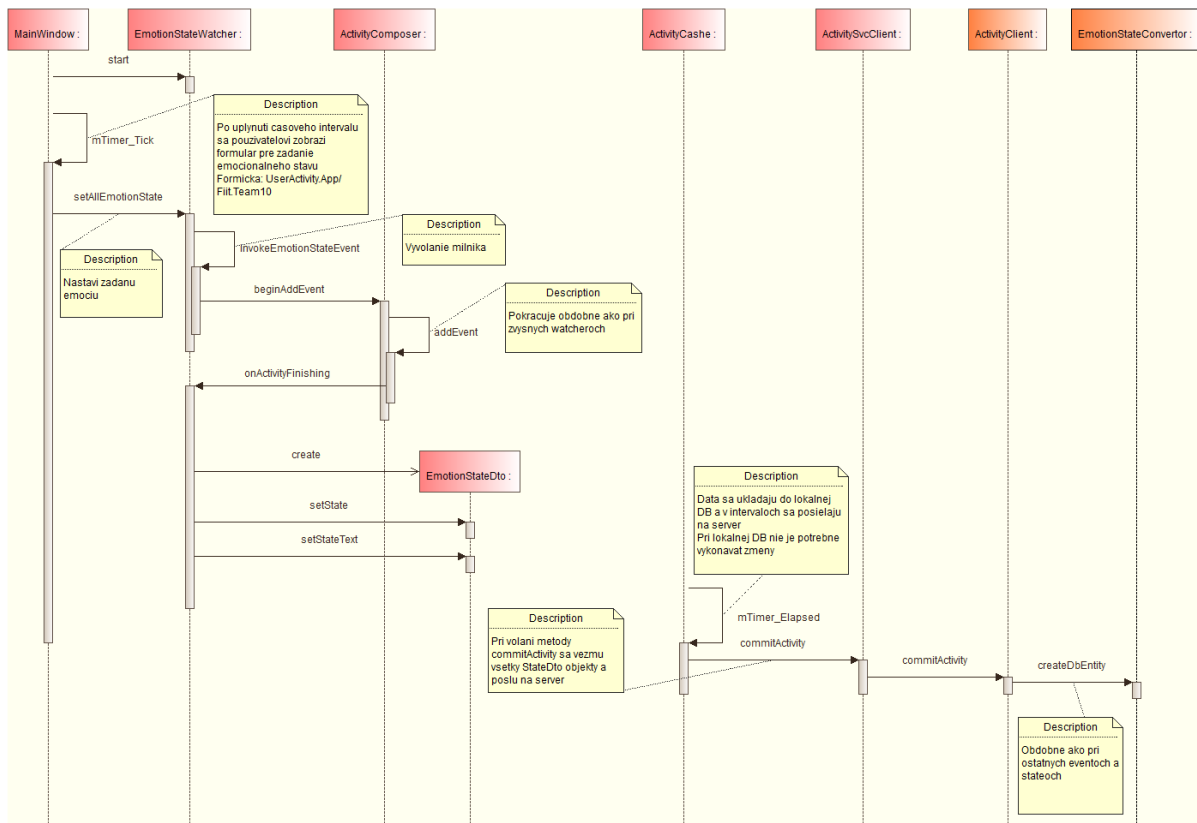 MainWindow :
EmotionStateWatcher :
ActivityComposer :
ActivityCashe :
ActivitySvcClient :
ActivityClient :
EmotionStateConvertor :
start
Description
Po uplynuti casoveho intervalu
sa pouzivatelovi zobrazi
formular pre zadanie
emocionalneho stavu
Formicka: UserActivity.App/
Fiit.Team10
mTimer_Tick
setAllEmotionState
Description
Nastavi zadanu
emociu
invokeEmotionStateEvent
Description
Vyvolanie milnika
beginAddEvent
Description
Pokracuje obdobne ako pri
zvysnych watcheroch
addEvent
onActivityFinishing
create
EmotionStateDto :
setState
setStateText
Description
Data sa ukladaju do lokalnej
DB a v intervaloch sa posielaju
na server
Pri lokalnej DB nie je potrebne
vykonavat zmeny
mTimer_Elapsed
Description
Pri volani metody
commitActivity sa vezmu
vsetky StateDto objekty a
poslu na server
commitActivity
commitActivity
createDbEntity
Description
Obdobne ako pri
ostatnych eventoch a
stateoch